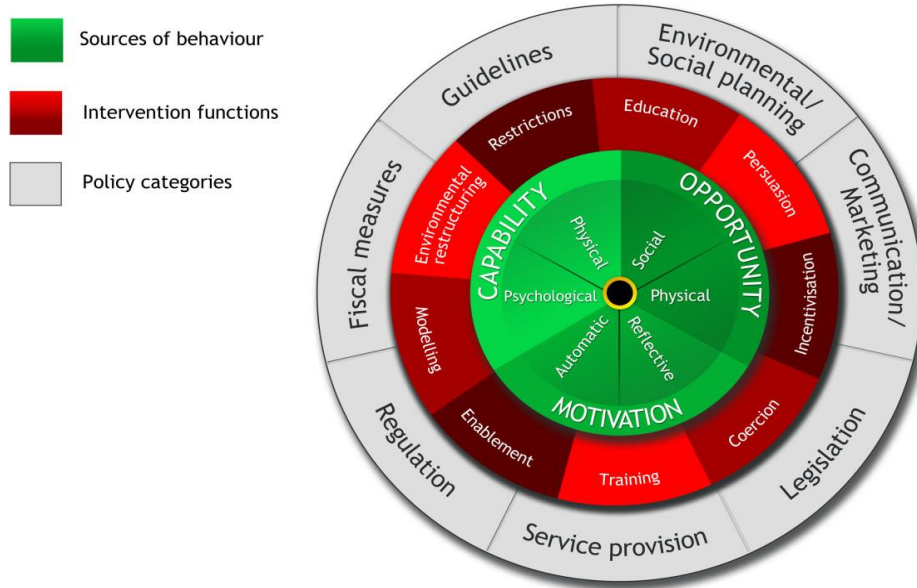 Sources of behaviour
Intervention functions
Policy categories
Guidelines
Environmental/
Social planning
Communication/
Marketing
Legislation
Service provision
Regulation
Fiscal measures
Restrictions
Education
Persuasion
Incentivisation
Coercion
Training
Enablement
Modelling
Environmental
restructuring
CAPABILITY
OPPORTUNITY
MOTIVATION
Physical
Social
Physical
Reflective
Automatic
Psychological